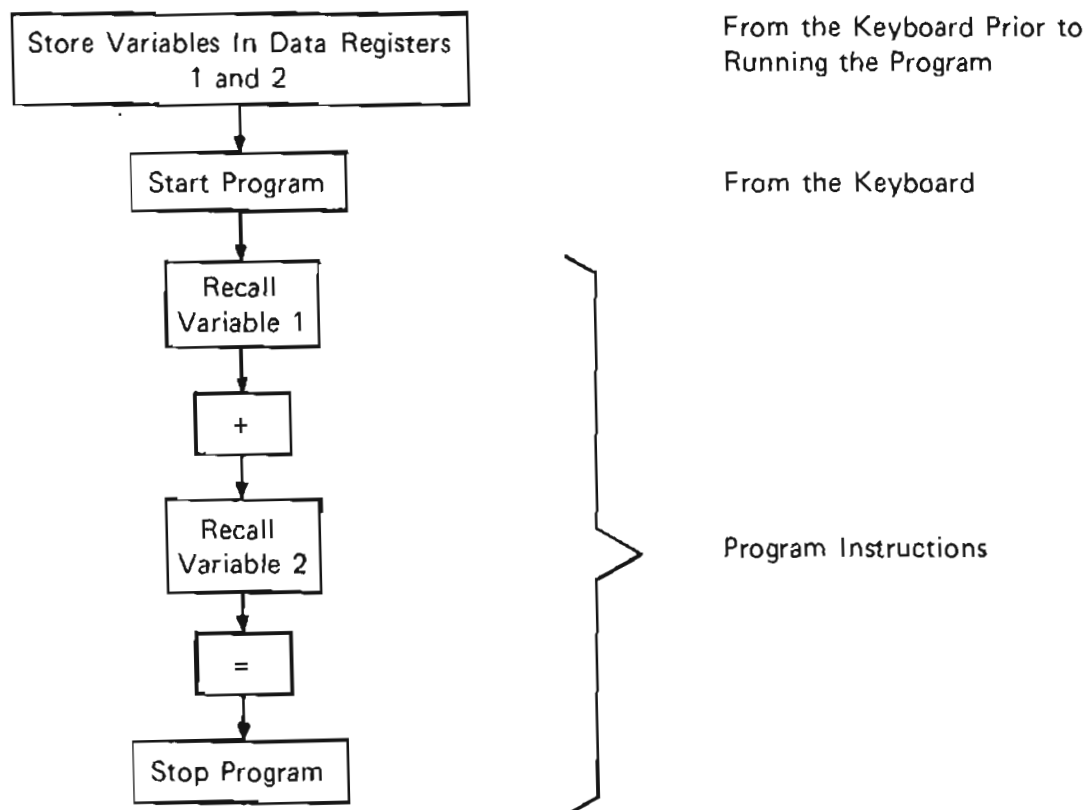 Store Variables In Data Registers
1 and 2
From the Keyboard Prior to
Running the Program
Start Program
From the Keyboard
Recall
Variable 1
+
Recall
Variable 2
Program Instructions
=
Stop Program